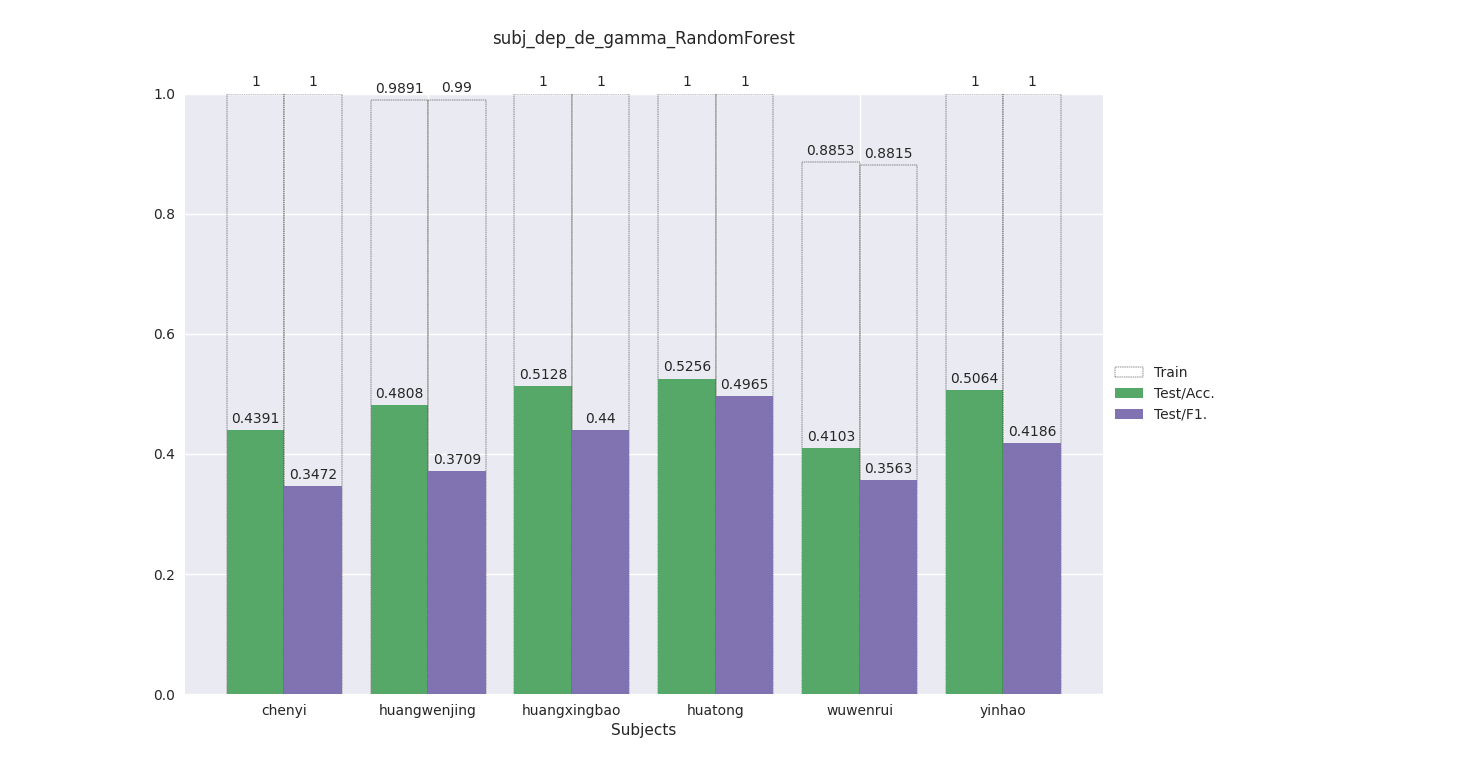 subj_dep_de_gamma_RandomForest
1 1 0.9891 0.99 1 1 1 1 0.8853 0.8815 1 1
1.0
0.8
0.6
0.4
0.2
0.0
0.4391 0.3472 0.4808 0.3709 0.5128 0.44 0.5256 0.4965 0.4103 0.3563 0.5064 0.4186
chenyi huangwenjing huangxingbao huatong wuwenrui yinhao
Subjects
Train
Test/Acc.
Test/F1.